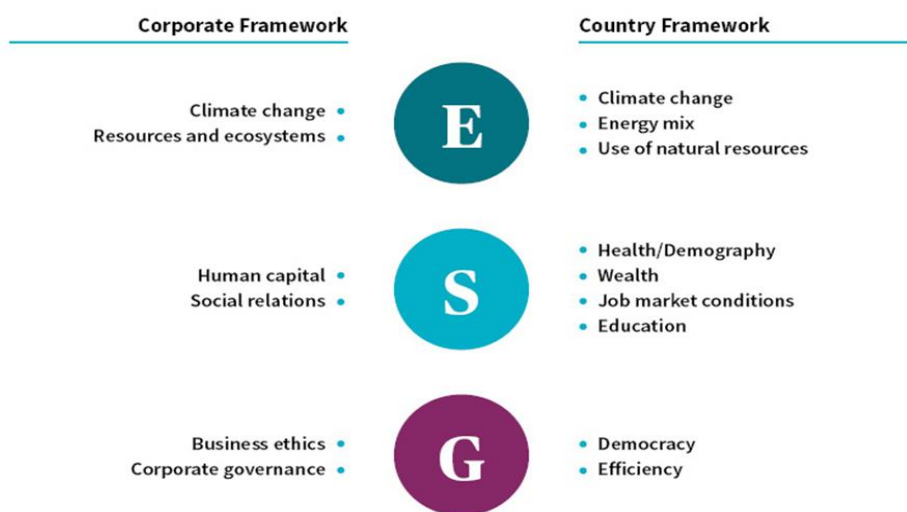 Corporate Framework
Country Framework
Climate change
Resources and ecosystems
E
Climate change
Energy mix
Use of natural resources
Human capital
Social relations
S
Health/Demography
Wealth
Job market conditions
Education
Business ethics
Corporate governance
G
Democracy
Efficiency